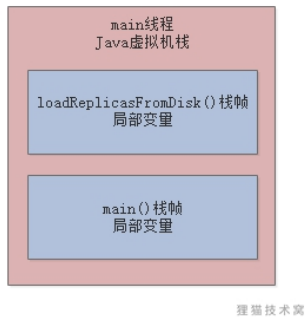 main线程
Java虚拟机栈
loadReplicasFromDisk()栈帧
局部变量
main()栈帧
局部变量
狸猫技术窝